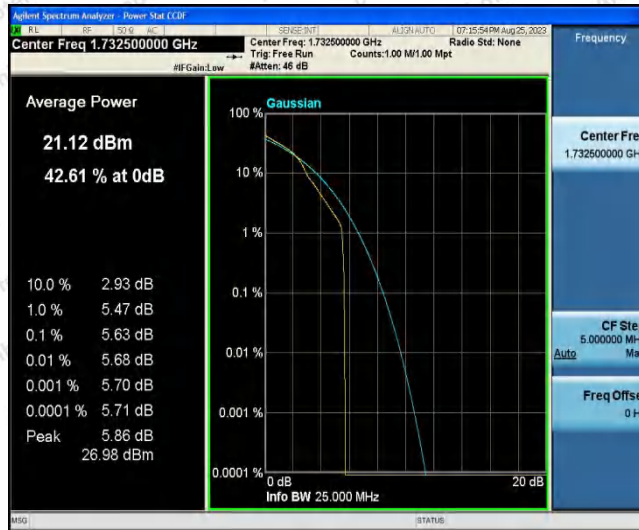 Agilent Spectrum Analyzer - Power Stat CCDF
RL RF 50 Ω AC SENSE:INT ALIGN AUTO 07:15:54 PM Aug 25, 2023
Center Freq 1.732500000 GHz
Center Freq: 1.732500000 GHz Radio Std: None
Trig: Free Run Counts:1.00 M/1.00 Mpt
#IFGain:Low #Atten: 46 dB
Frequency
Center Fre
1.732500000 GH
CF Ste
5.000000 MH
Auto Ma
Freq Offse
0 H
Average Power
21.12 dBm
42.61 % at 0dB
10.0 % 2.93 dB
1.0 % 5.47 dB
0.1 % 5.63 dB
0.01 % 5.68 dB
0.001 % 5.70 dB
0.0001 % 5.71 dB
Peak 5.86 dB
26.98 dBm
Gaussian
100 %
10 %
1 %
0.1 %
0.01 %
0.001 %
0.0001 %
0 dB 20 dB
Info BW 25.000 MHz
MSG STATUS